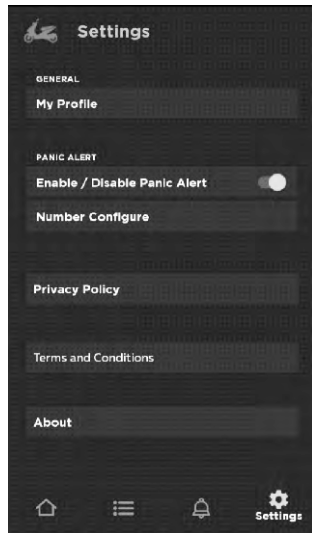 Settings
GENERAL
My Profile
PANIC ALERT
Enable / Disable Panic Alert
Number Configure
Privacy Policy
Terms and Conditions
About
Settings